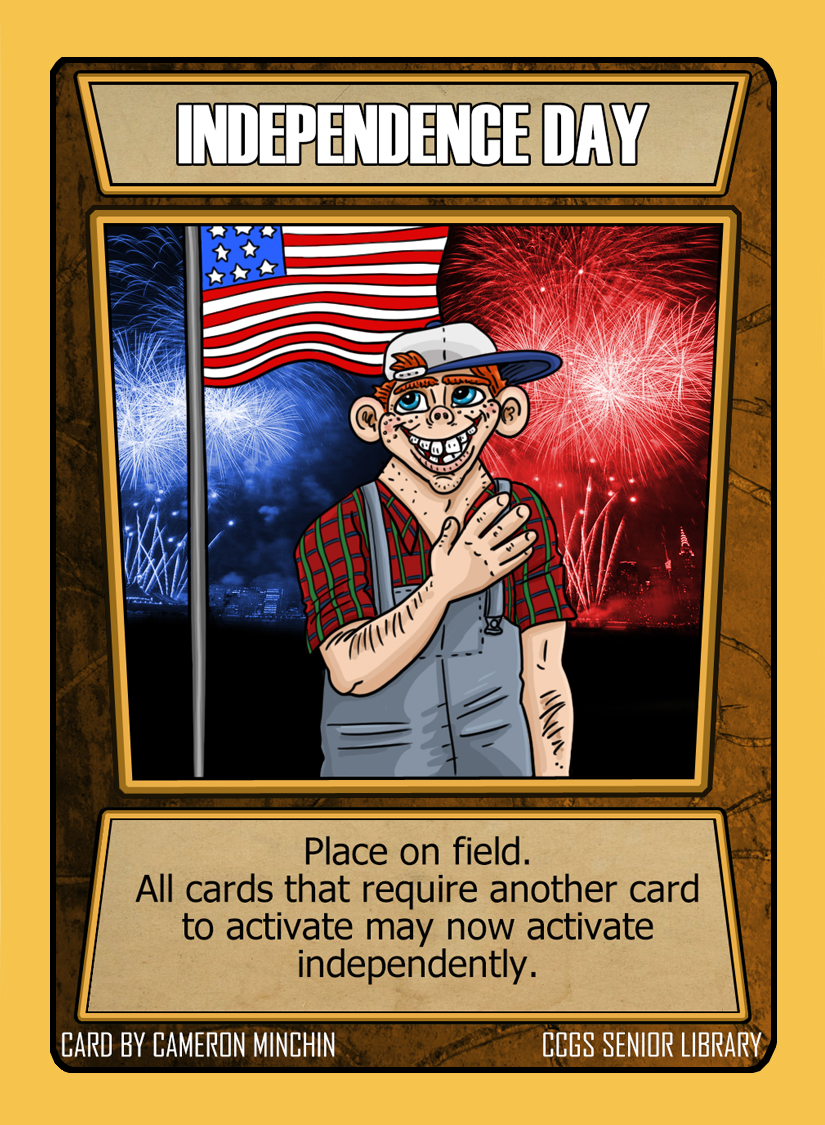 INDEPENDENCE DAY
Place on field.
All cards that require another card
to activate may now activate
independently.
CARD BY CAMERON MINCHIN
CCGS SENIOR LIBRARY